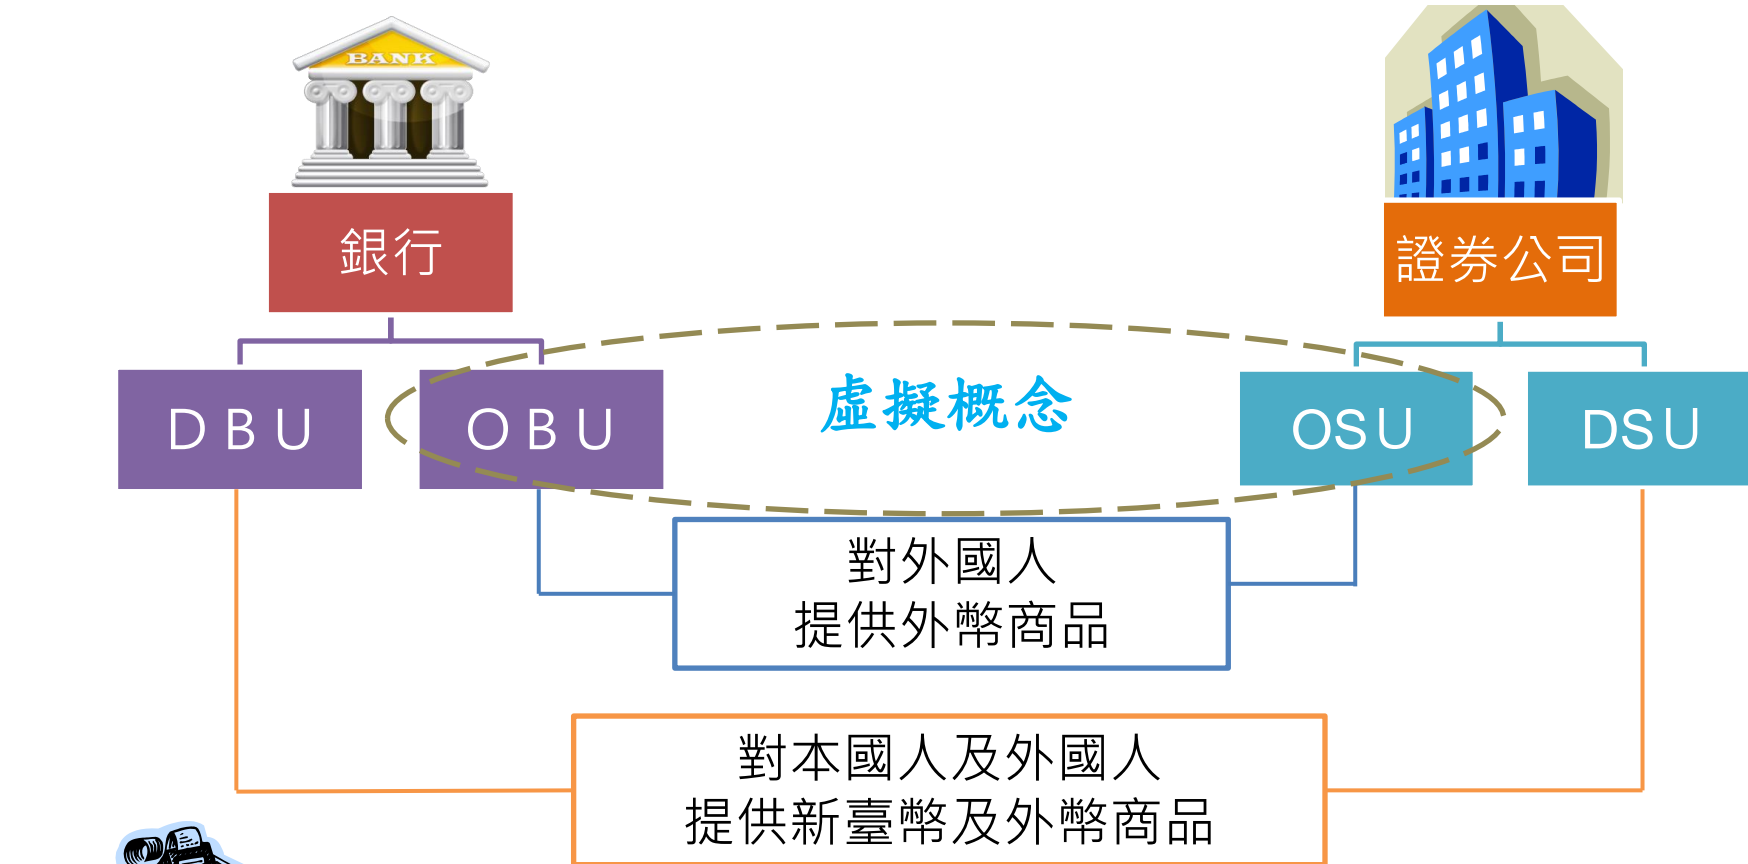 BANK
銀行
證券公司
DBU
OBU
虛擬概念
OSU
DSU
對外國人
提供外幣商品
對本國人及外國人
提供新臺幣及外幣商品